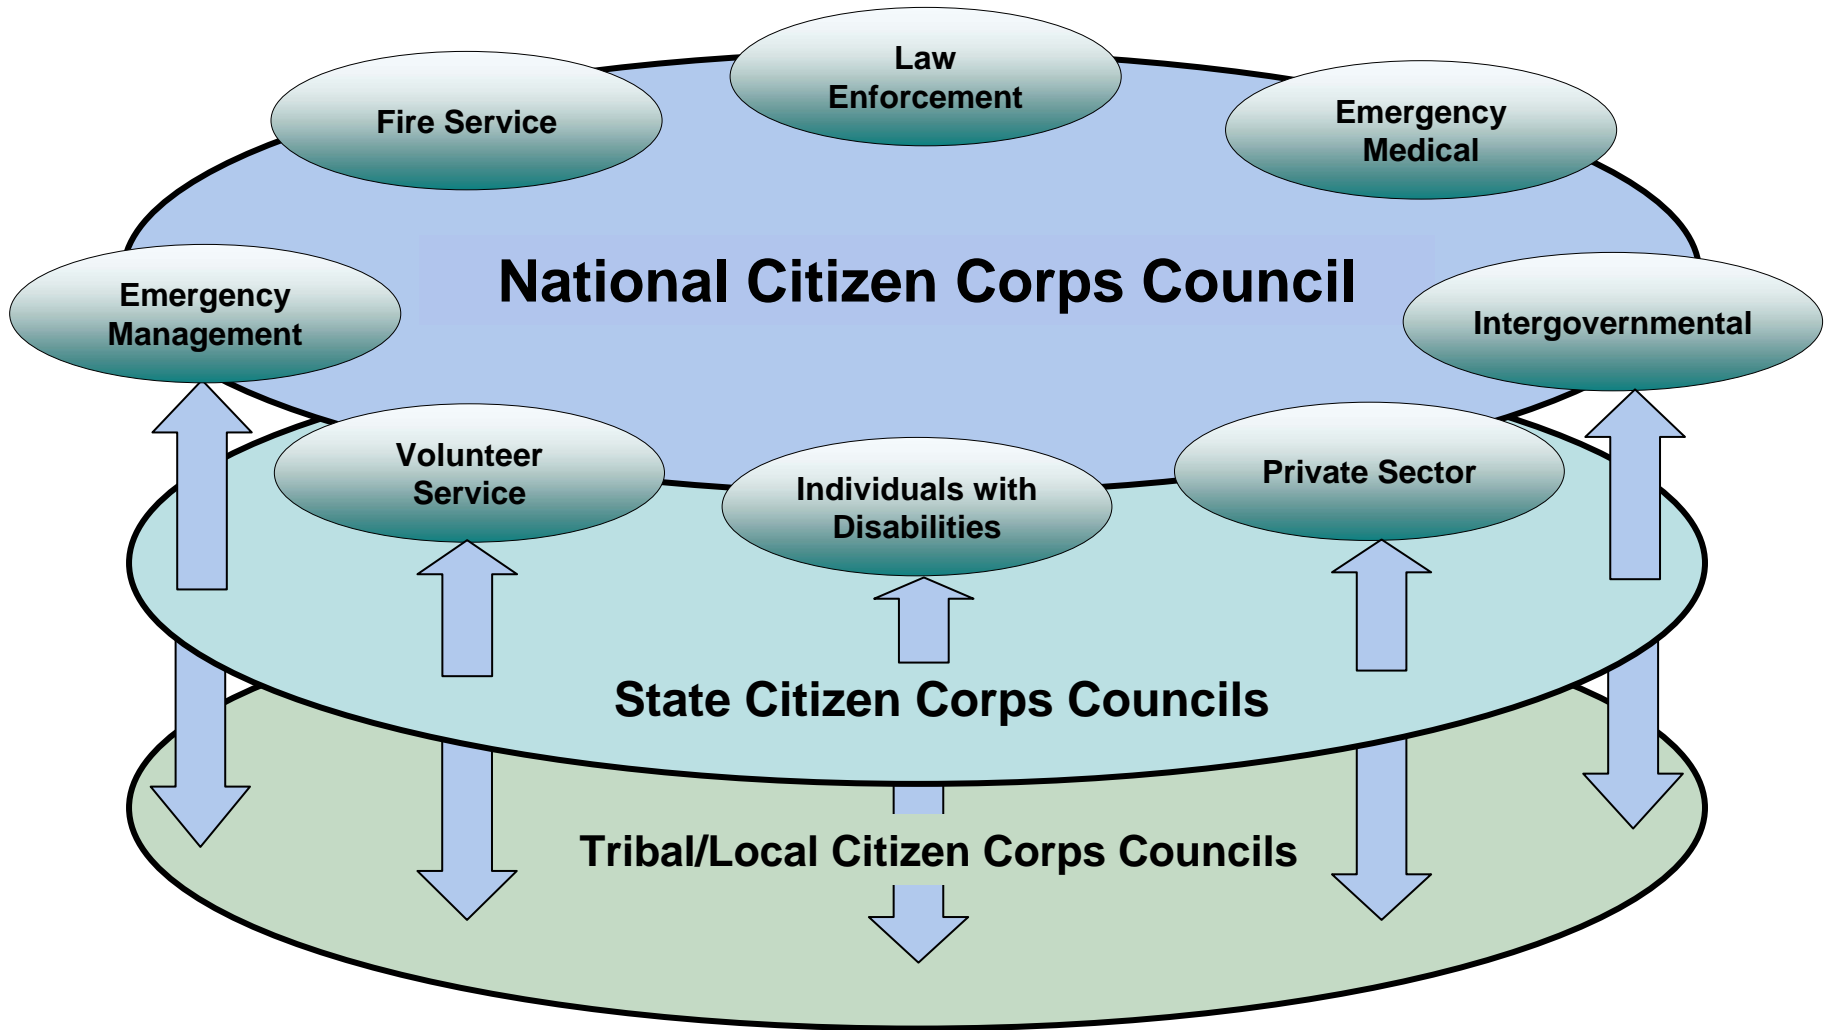 Law
Enforcement
Fire Service
Emergency
Medical
National Citizen Corps Council
Emergency
Management
Intergovernmental
Volunteer
Service
Individuals with
Disabilities
Private Sector
State Citizen Corps Councils
Tribal/Local Citizen Corps Councils